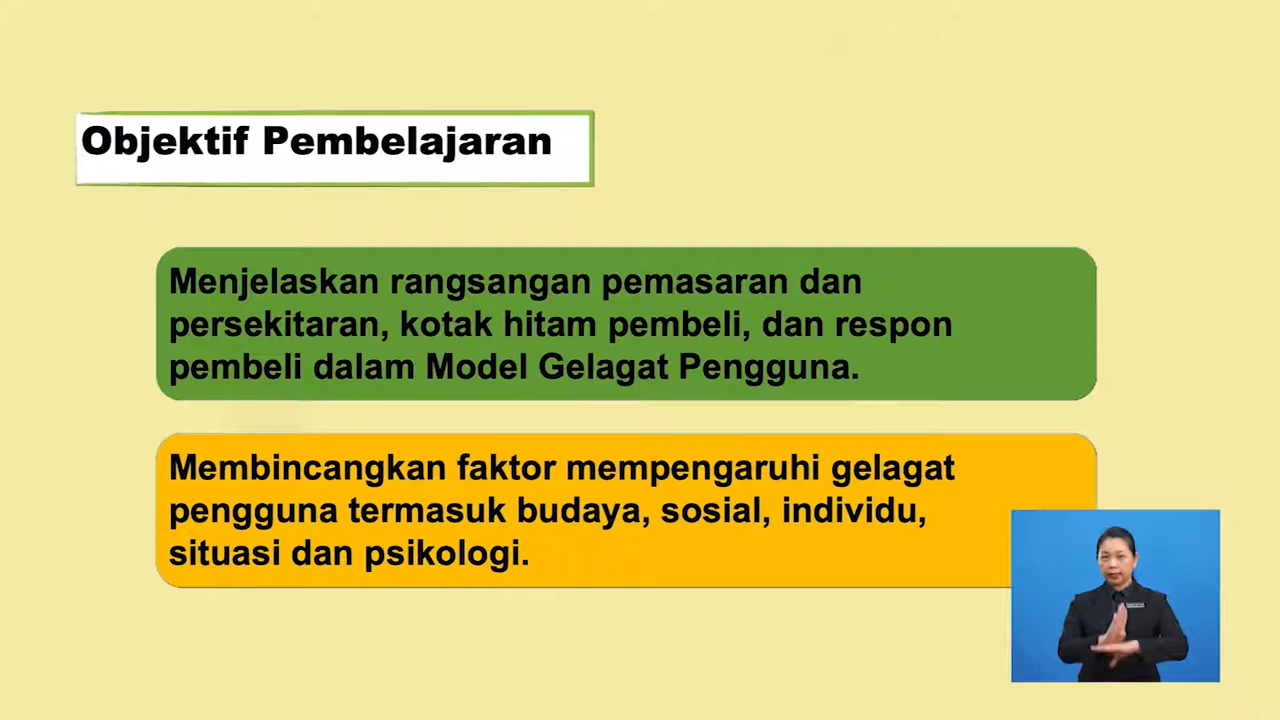 Objektif Pembelajaran
Menjelaskan rangsangan pemasaran dan
persekitaran, kotak hitam pembeli, dan respon
pembeli dalam Model Gelagat Pengguna.
Membincangkan faktor mempengaruhi gelagat
pengguna termasuk budaya, sosial, individu,
situasi dan psikologi.